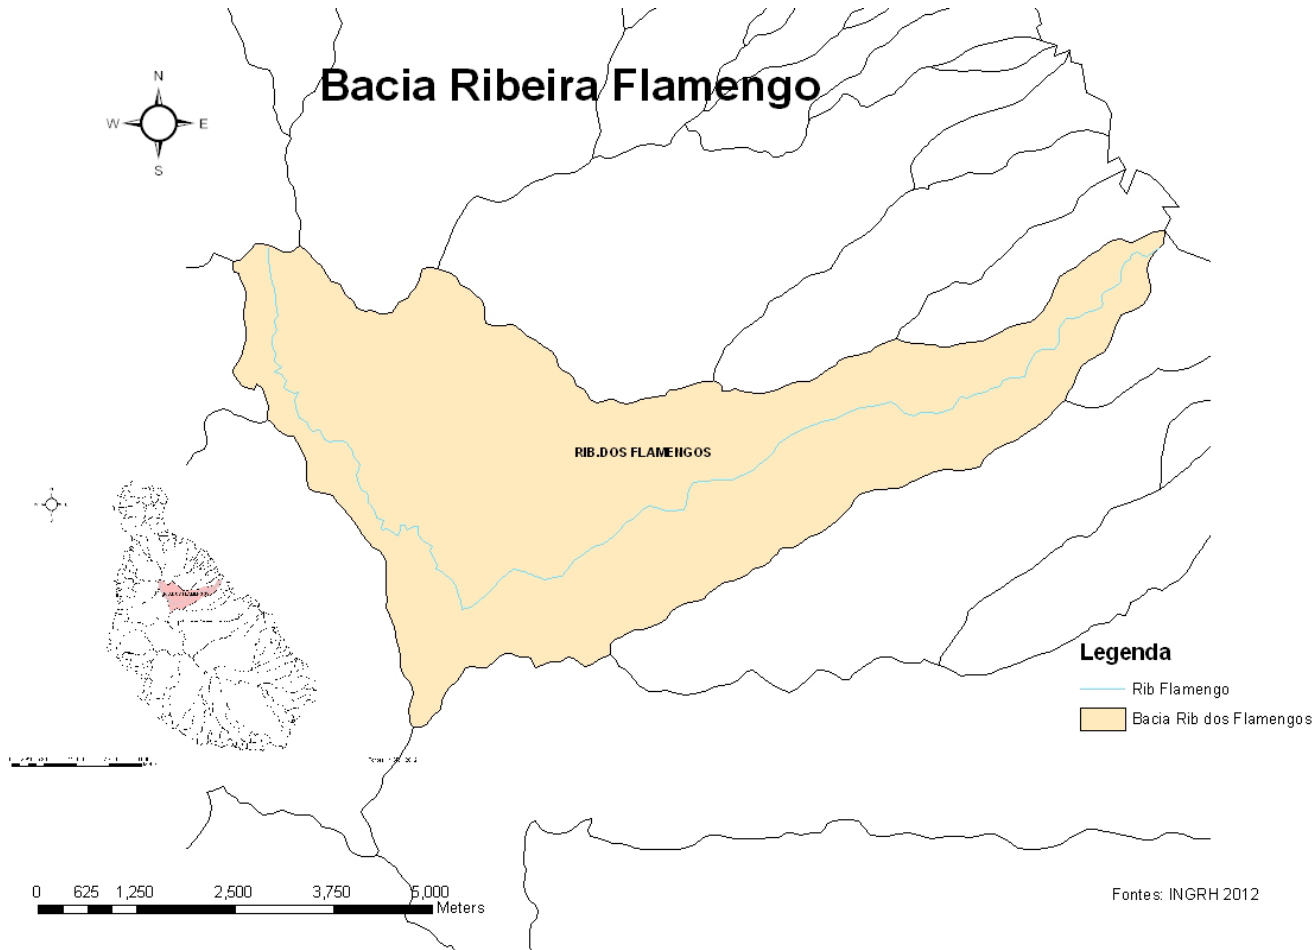 Bacia Ribeira Flamengo
N
W E
S
RIB.DOS FLAMENGOS
Legenda
Rib Flamengo
Bacia Rib dos Flamengos
0 625 1,250 2,500 3,750 5,000
Meters
Fontes: INGRH 2012